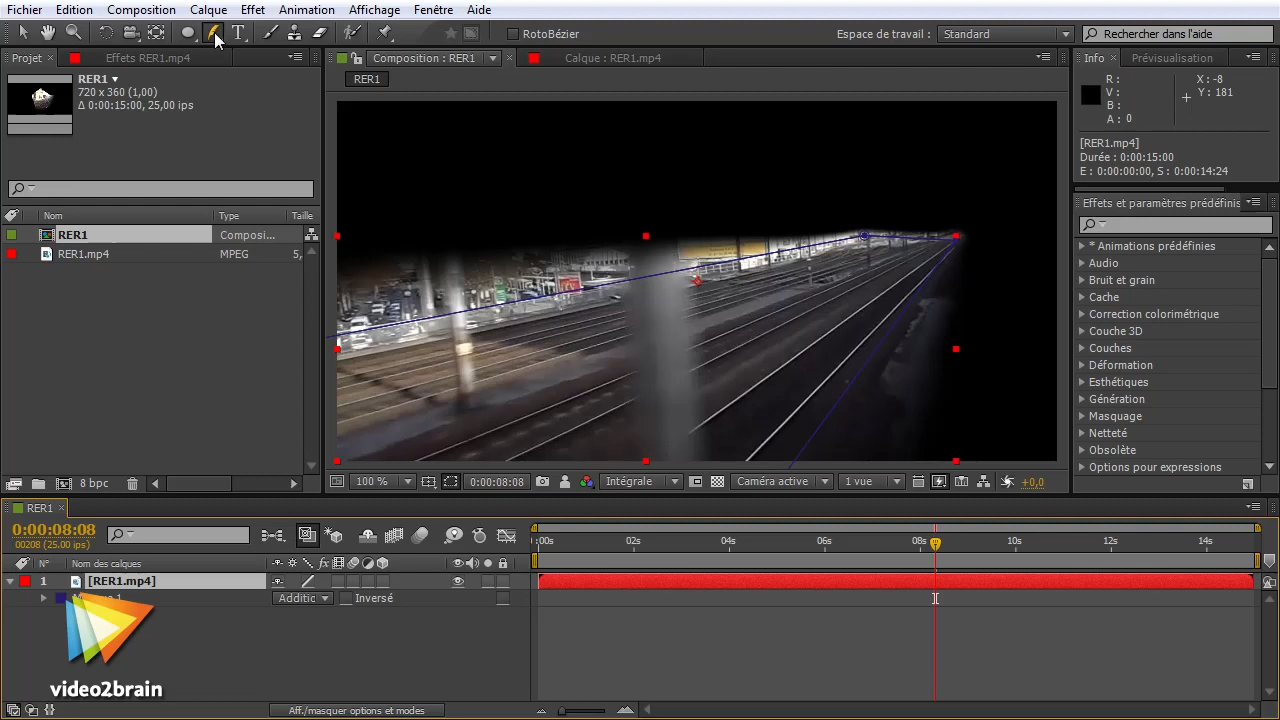 Fichier Edition Composition Calque Effet Animation Affichage Fenêtre Aide
RotoBézier
Espace de travail : Standard
Rechercher dans l'aide
Projet
Effets RER1.mp4
Composition : RER1
Calque : RER1.mp4
Info
Prévisualisation
RER1
720 x 360 (1,00)
Δ 0:00:15:00, 25,00 ips
RER1
R :
V :
B :
A : 0
X : -8
Y : 181
[RER1.mp4]
Durée : 0:00:15:00
E : 0:00:00:00, S : 0:00:14:24
Nom Type Taille
RER1 Composi...
RER1.mp4 MPEG 5,
Effets et paramètres prédéfinis
* Animations prédéfinies
Audio
Bruit et grain
Cache
Correction colorimétrique
Couche 3D
Couches
Déformation
Esthétiques
Génération
Masquage
Netteté
Obsolète
Options pour expressions
8 bpc
100 %
0:00:08:08
Intégrale
Caméra active
1 vue
+0,0
RER1
0:00:08:08
00208 (25.00 ips)
:00s 02s 04s 06s 08s 10s 12s 14s
N° Nom des calques
1 [RER1.mp4]
1 Additic Inversé
video2brain
Aff./masquer options et modes